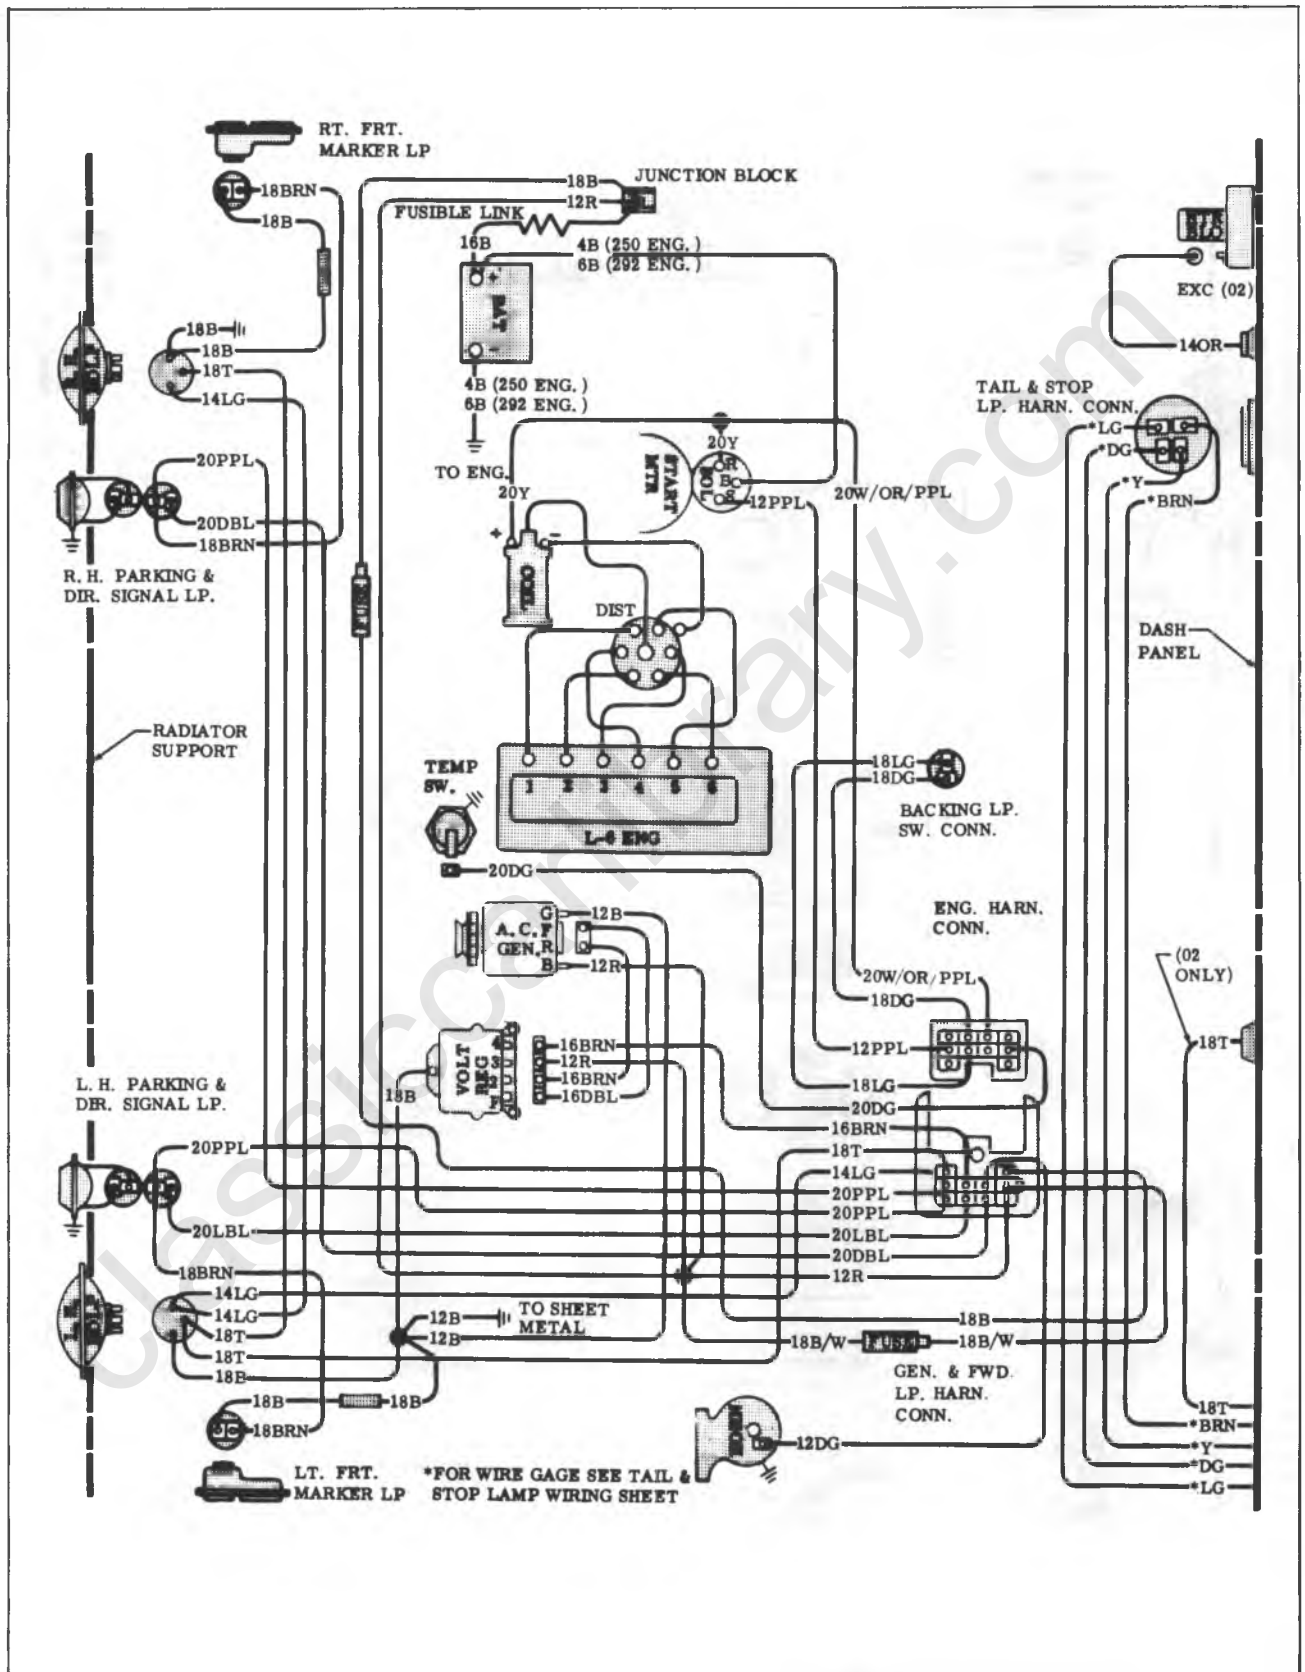 RT. FRT.
MARKER LP
18BRN
18B
18B
12R
JUNCTION BLOCK
FUSIBLE LINK
16B
4B (250 ENG.)
6B (292 ENG.)
+
BAT
-
4B (250 ENG.)
6B (292 ENG.)
EXC (02)
14OR
18B
18B
18T
14LG
TAIL & STOP
LP. HARN. CONN.
*LG
*DG
*Y
*BRN
20Y
TO ENG.
20Y
START
MTR
SOL
R
B
S
12PPL
20W/OR/PPL
20PPL
20DBL
18BRN
R. H. PARKING &
DIR. SIGNAL LP.
+
-
COIL
FUSE
DIST
DASH
PANEL
RADIATOR
SUPPORT
TEMP
SW.
1 2 3 4 5 6
L-6 ENG
18LG
18DG
BACKING LP.
SW. CONN.
20DG
ENG. HARN.
CONN.
A. C.
GEN.
G
F
R
B
12B
12R
(02
ONLY)
18T
20W/OR/PPL
18DG
12PPL
18LG
20DG
VOLT
REG
4
3
2
1
16BRN
12R
16BRN
16DBL
18B
L. H. PARKING &
DIR. SIGNAL LP.
16BRN
18T
14LG
20PPL
20PPL
20LBL
20DBL
12R
20PPL
20LBL
18BRN
14LG
14LG
18T
18T
18B
12B
12B
TO SHEET
METAL
18B
18B/W
FUSE
18B/W
GEN. & FWD.
LP. HARN.
CONN.
18B
18B
18BRN
HORN
12DG
18T
*BRN
*Y
*DG
*LG
LT. FRT.
MARKER LP
*FOR WIRE GAGE SEE TAIL &
STOP LAMP WIRING SHEET
classiccarlibrary.com